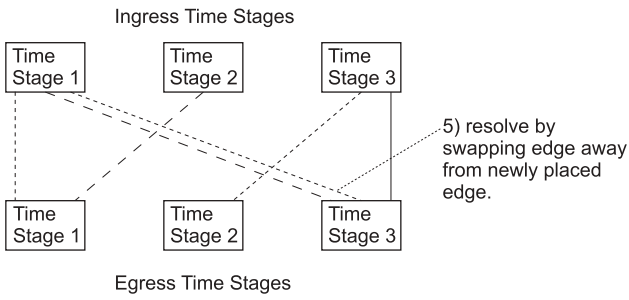 Ingress Time Stages
Time
Stage 1
Time
Stage 2
Time
Stage 3
5) resolve by
swapping edge away
from newly placed
edge.
Time
Stage 1
Time
Stage 2
Time
Stage 3
Egress Time Stages